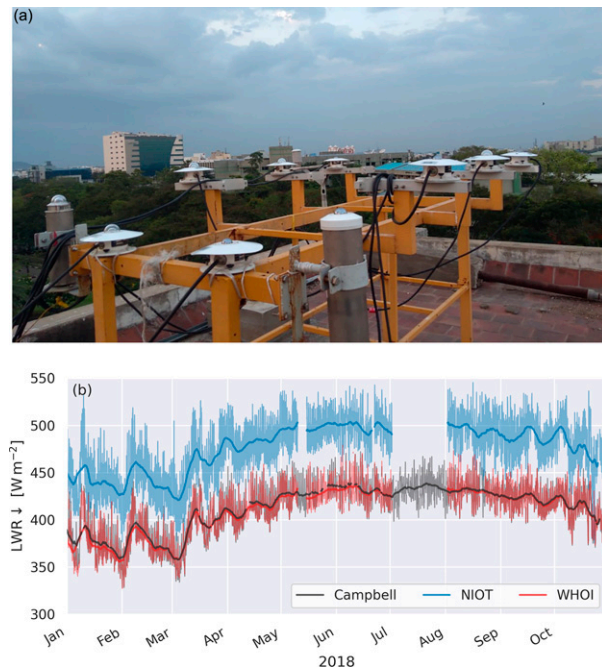 (a)
(b)
550
500
450
400
350
300
LWR ↓ [W m⁻²]
Campbell NIOT WHOI
Jan Feb Mar Apr May Jun Jul Aug Sep Oct
2018